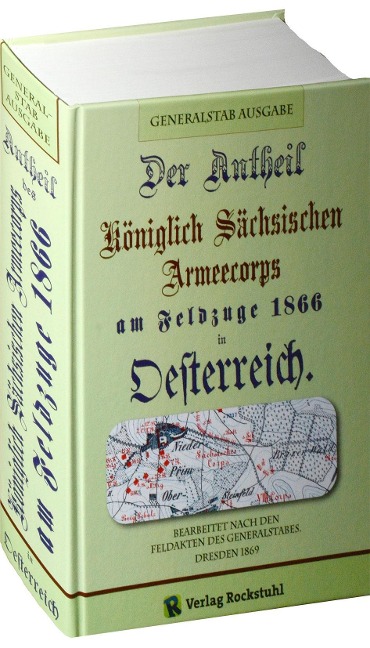 GENERAL-
STAB
AUSGABE
Antheil
des
Königlich Sächsischen Armeecorps
am Feldzuge 1866
in
Oesterreich
GENERALSTAB AUSGABE
Der Antheil
Königlich Sächsischen
Armeecorps
am Feldzuge 1866
in
Oeſterreich.
Nieder
Prim
Ober-
BEARBEITET NACH DEN
FELDAKTEN DES GENERALSTABES.
DRESDEN 1869
R Verlag Rockstuhl